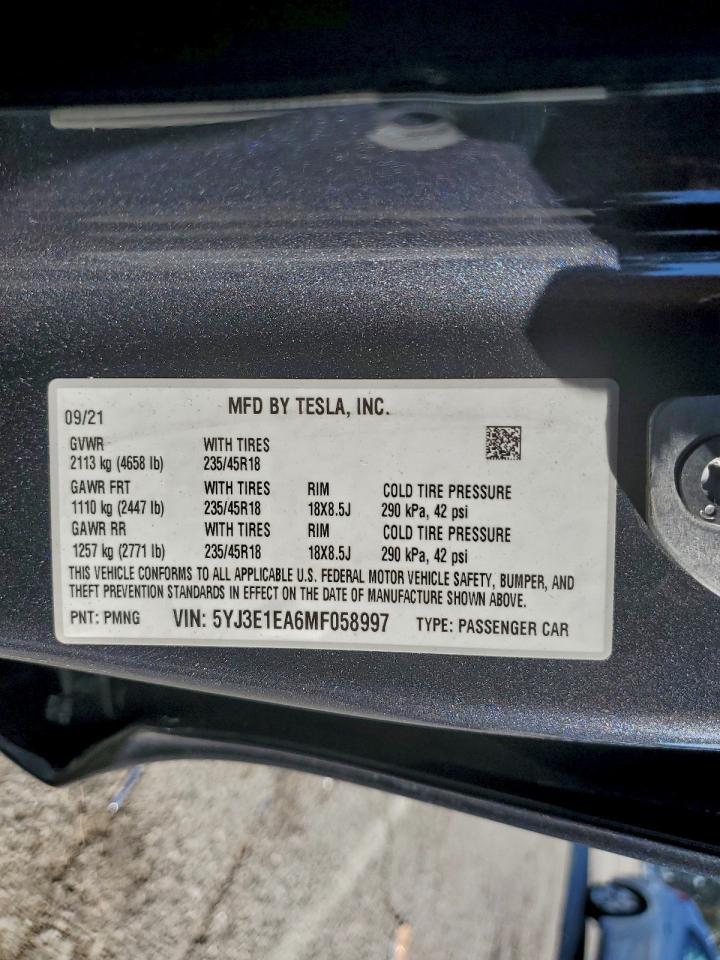 MFD BY TESLA, INC.
09/21
GVWR WITH TIRES
2113 kg (4658 lb) 235/45R18
GAWR FRT WITH TIRES RIM COLD TIRE PRESSURE
1110 kg (2447 lb) 235/45R18 18X8.5J 290 kPa, 42 psi
GAWR RR WITH TIRES RIM COLD TIRE PRESSURE
1257 kg (2771 lb) 235/45R18 18X8.5J 290 kPa, 42 psi
THIS VEHICLE CONFORMS TO ALL APPLICABLE U.S. FEDERAL MOTOR VEHICLE SAFETY, BUMPER, AND
THEFT PREVENTION STANDARDS IN EFFECT ON THE DATE OF MANUFACTURE SHOWN ABOVE.
PNT: PMNG VIN: 5YJ3E1EA6MF058997 TYPE: PASSENGER CAR